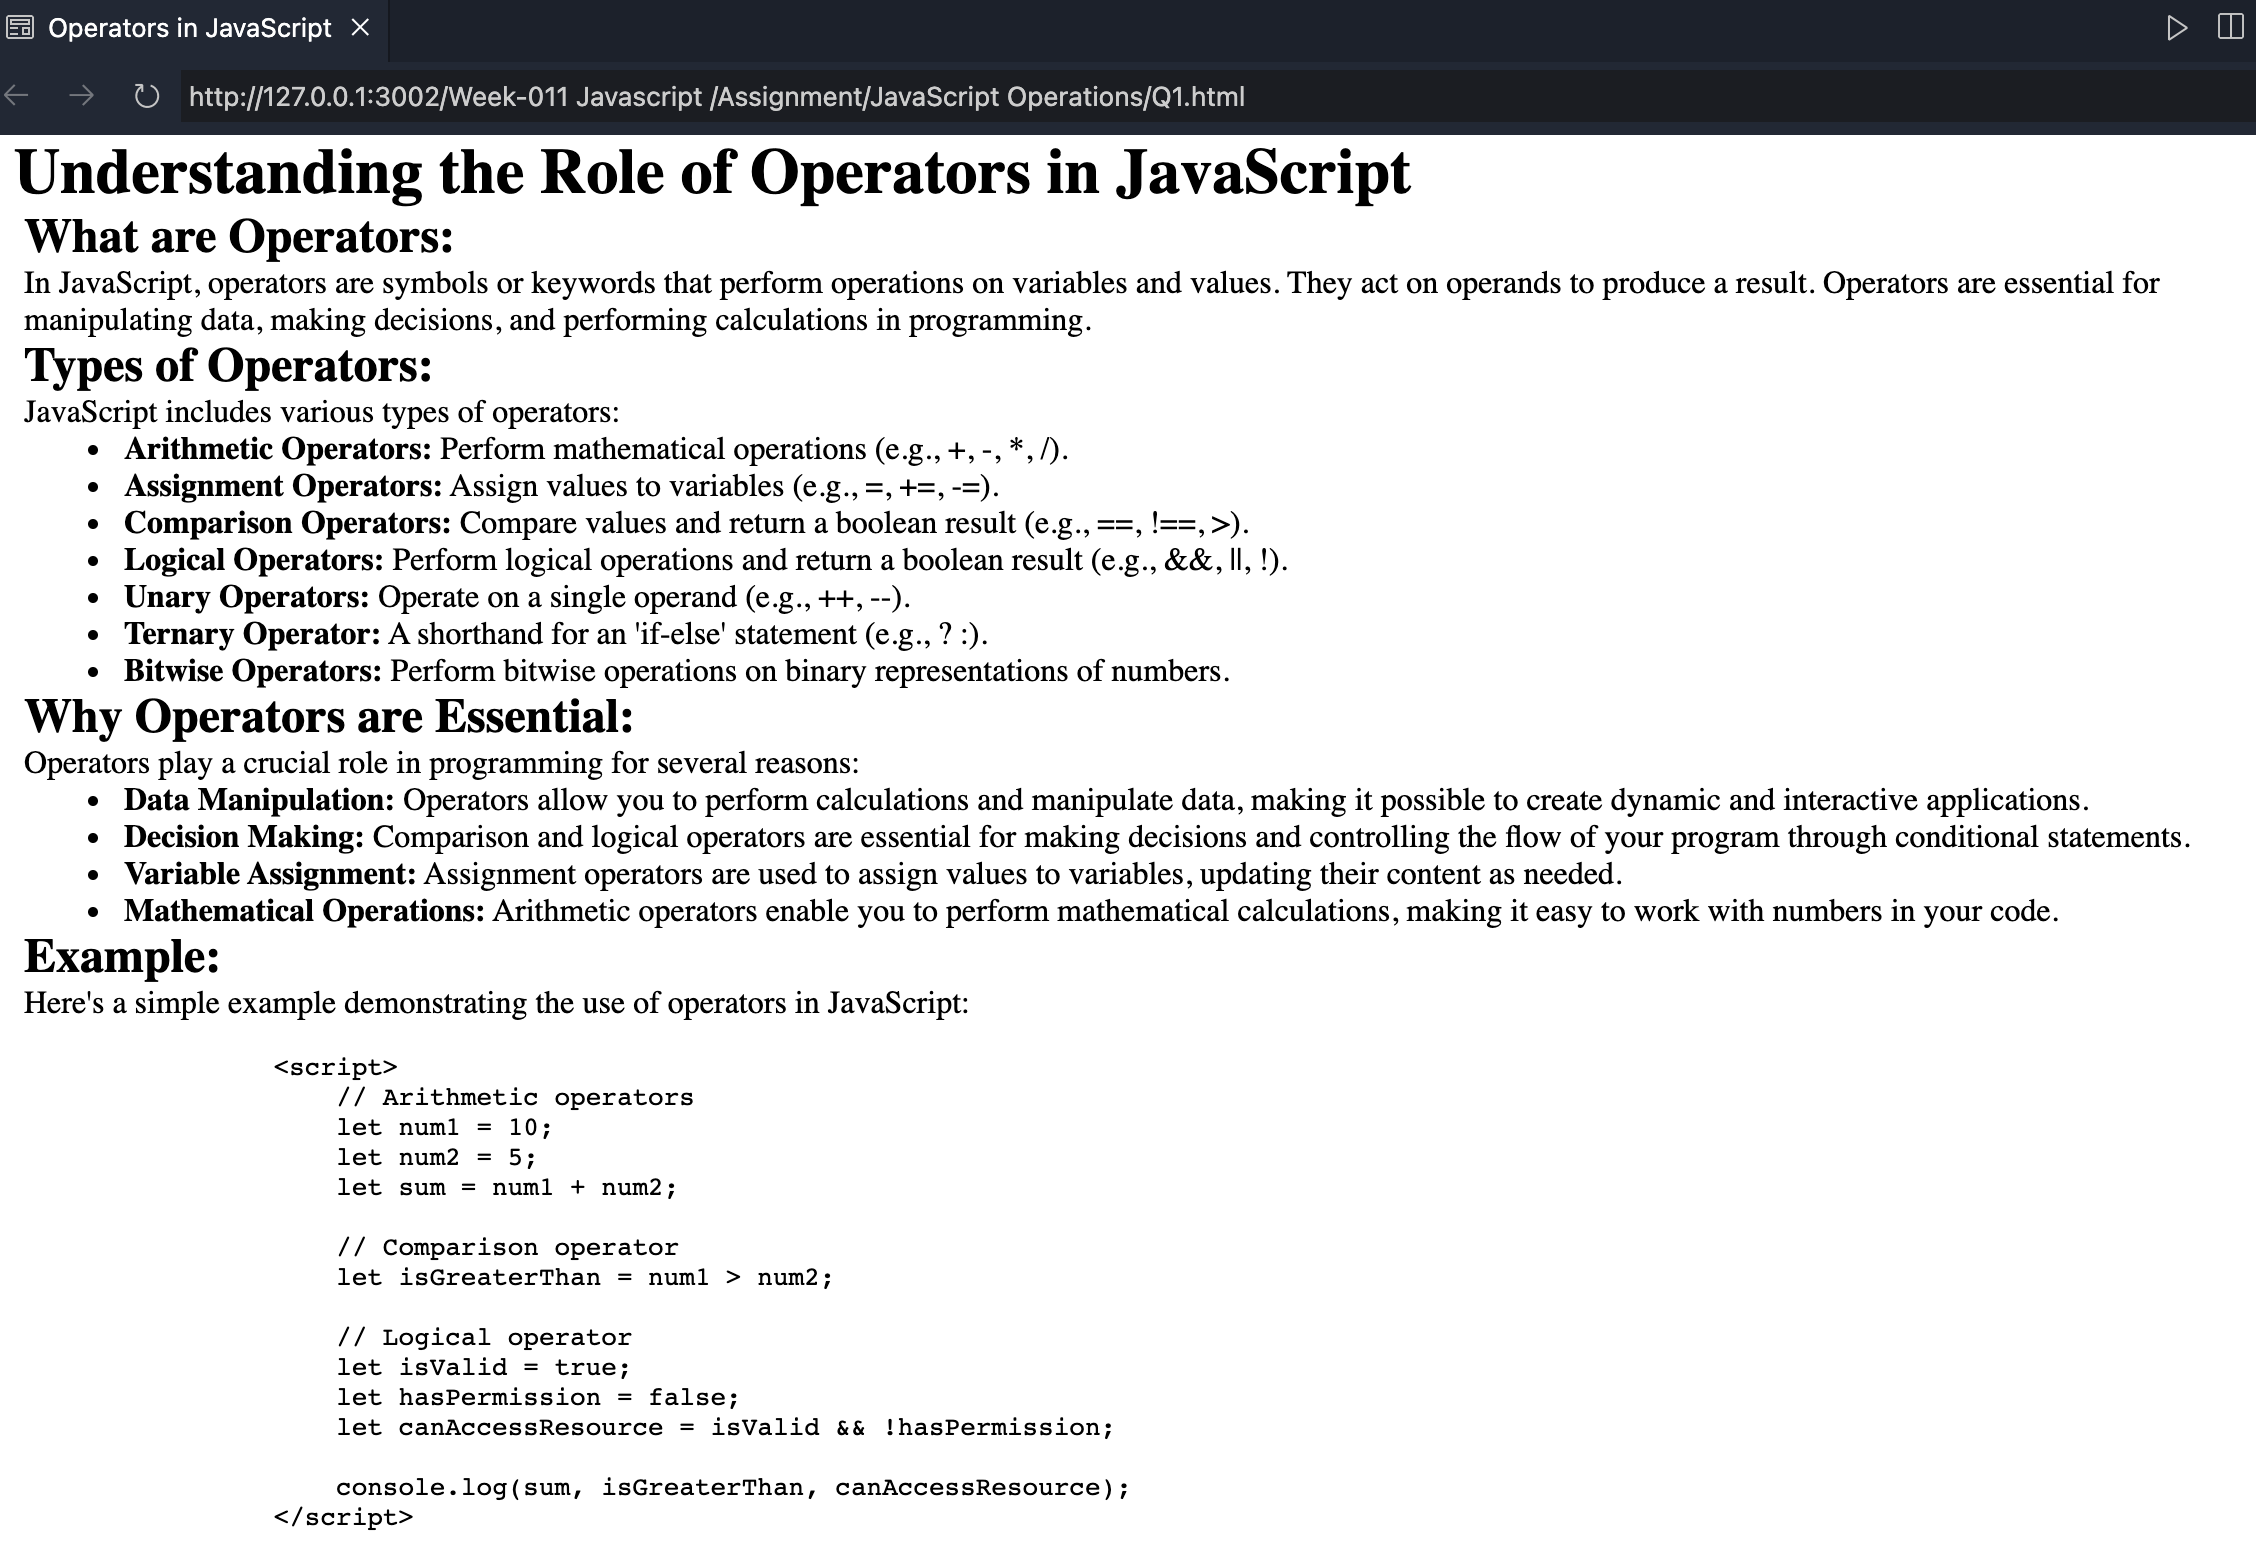 Operators in JavaScript
http://127.0.0.1:3002/Week-011 Javascript /Assignment/JavaScript Operations/Q1.html
Understanding the Role of Operators in JavaScript
What are Operators:
In JavaScript, operators are symbols or keywords that perform operations on variables and values. They act on operands to produce a result. Operators are essential for
manipulating data, making decisions, and performing calculations in programming.
Types of Operators:
JavaScript includes various types of operators:
• Arithmetic Operators: Perform mathematical operations (e.g., +, -, *, /).
• Assignment Operators: Assign values to variables (e.g., =, +=, -=).
• Comparison Operators: Compare values and return a boolean result (e.g., ==, !==, >).
• Logical Operators: Perform logical operations and return a boolean result (e.g., &&, ||, !).
• Unary Operators: Operate on a single operand (e.g., ++, --).
• Ternary Operator: A shorthand for an 'if-else' statement (e.g., ? :).
• Bitwise Operators: Perform bitwise operations on binary representations of numbers.
Why Operators are Essential:
Operators play a crucial role in programming for several reasons:
• Data Manipulation: Operators allow you to perform calculations and manipulate data, making it possible to create dynamic and interactive applications.
• Decision Making: Comparison and logical operators are essential for making decisions and controlling the flow of your program through conditional statements.
• Variable Assignment: Assignment operators are used to assign values to variables, updating their content as needed.
• Mathematical Operations: Arithmetic operators enable you to perform mathematical calculations, making it easy to work with numbers in your code.
Example:
Here's a simple example demonstrating the use of operators in JavaScript:
<script>
// Arithmetic operators
let num1 = 10;
let num2 = 5;
let sum = num1 + num2;
// Comparison operator
let isGreaterThan = num1 > num2;
// Logical operator
let isValid = true;
let hasPermission = false;
let canAccessResource = isValid && !hasPermission;
console.log(sum, isGreaterThan, canAccessResource);
</script>